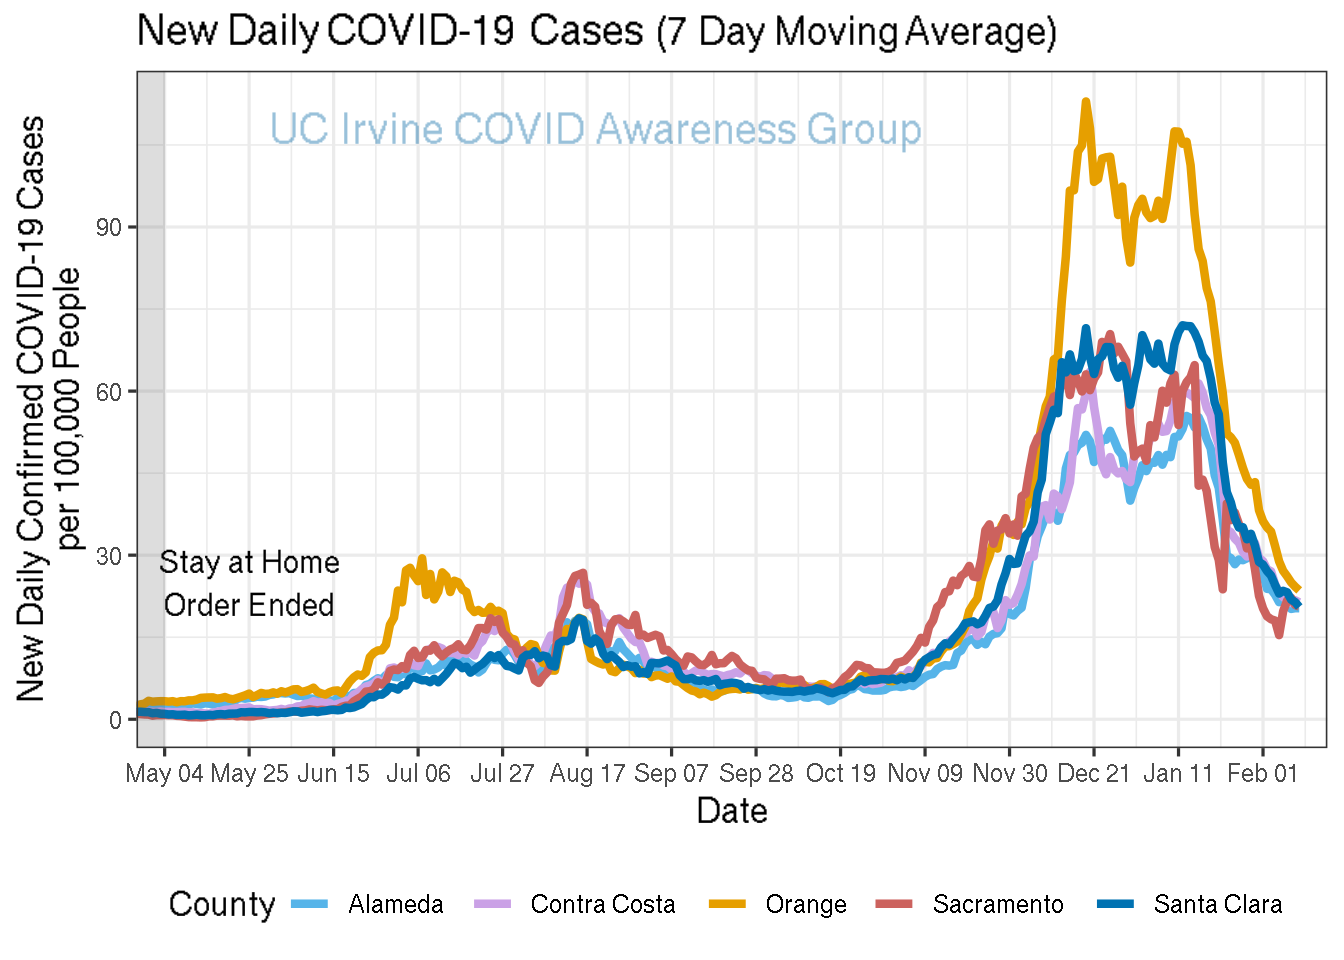 New Daily COVID-19 Cases (7 Day Moving Average)
UC Irvine COVID Awareness Group
New Daily Confirmed COVID-19 Cases
per 100,000 People
90
60
30
0
Stay at Home
Order Ended
May 04 May 25 Jun 15 Jul 06 Jul 27 Aug 17 Sep 07 Sep 28 Oct 19 Nov 09 Nov 30 Dec 21 Jan 11 Feb 01
Date
County Alameda Contra Costa Orange Sacramento Santa Clara